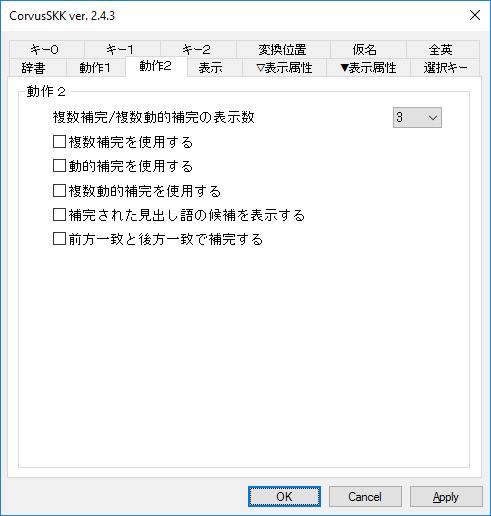 CorvusSKK ver. 2.4.3
キー0 キー1 キー2 変換位置 仮名 全英
辞書 動作1 動作2 表示 ▽表示属性 ▼表示属性 選択キー
動作２
複数補完/複数動的補完の表示数 3
複数補完を使用する
動的補完を使用する
複数動的補完を使用する
補完された見出し語の候補を表示する
前方一致と後方一致で補完する
OK Cancel Apply